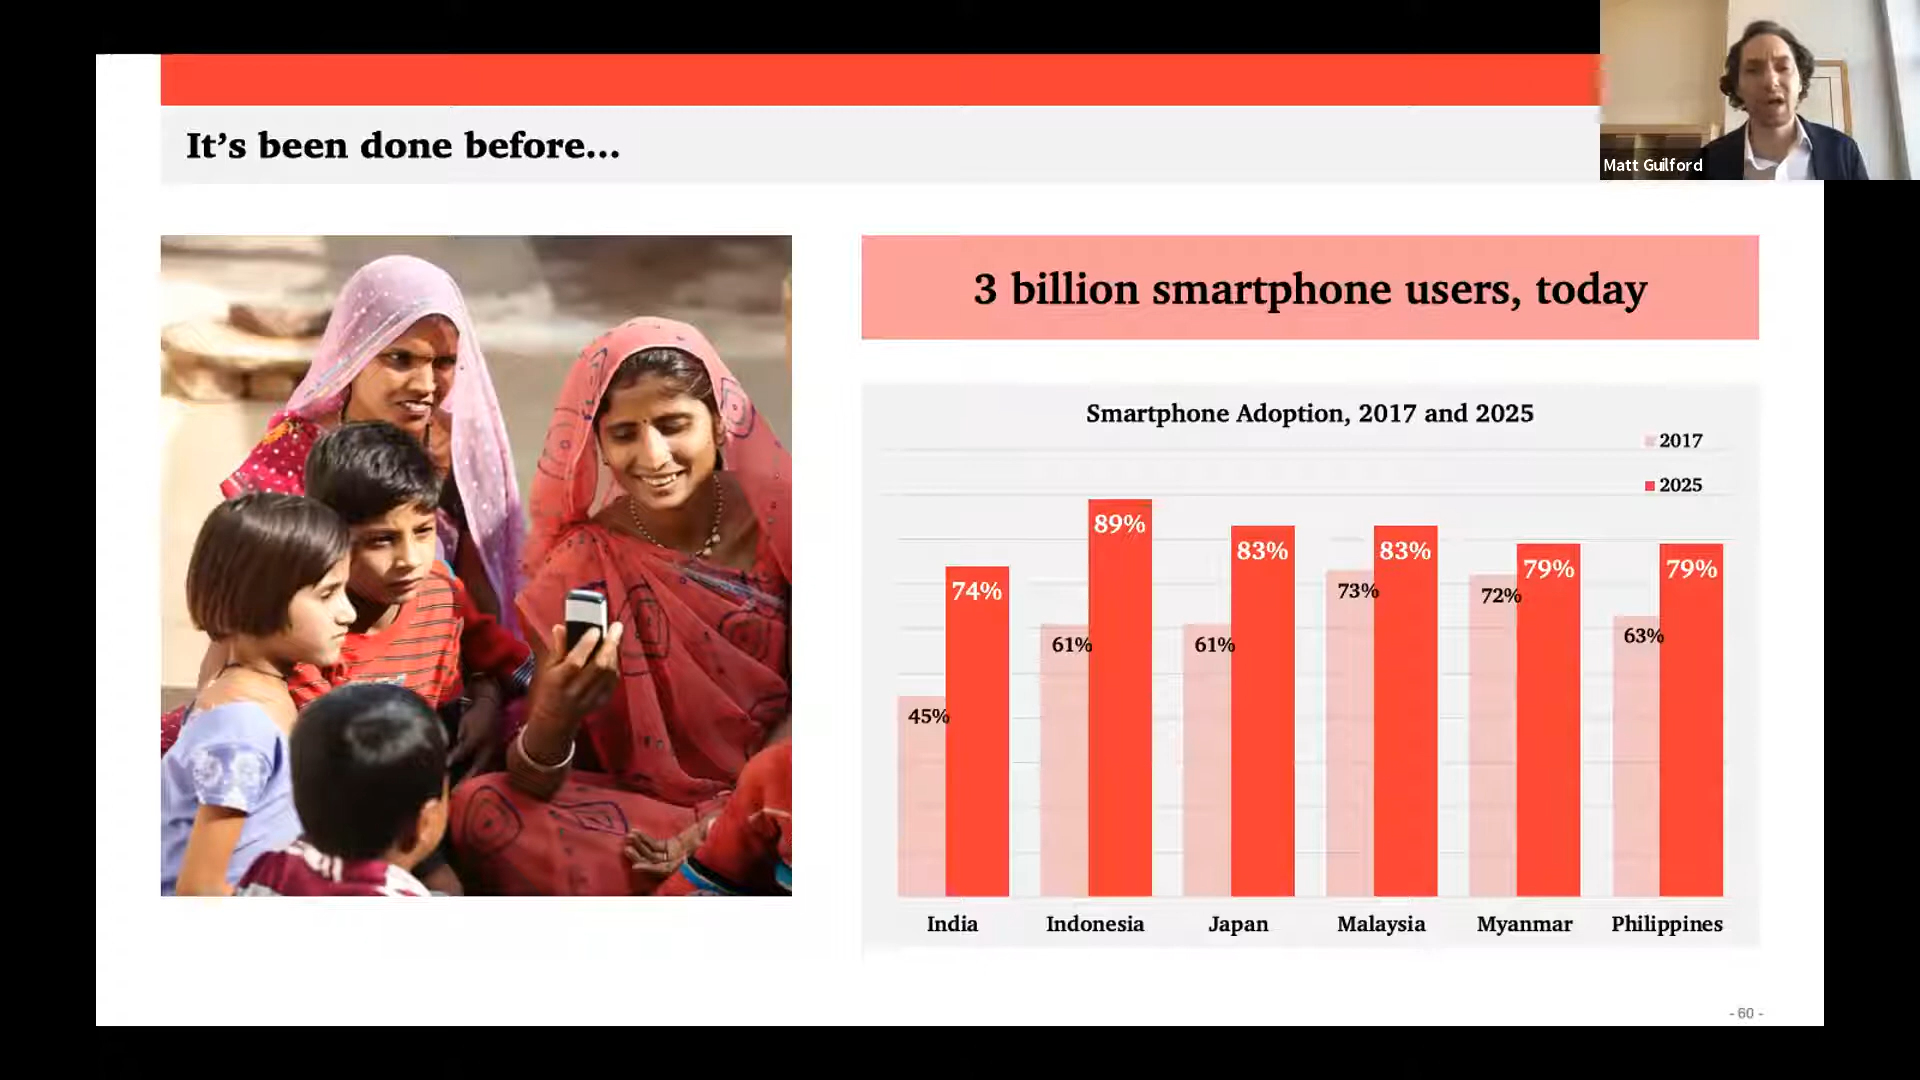 Matt Guilford
It’s been done before...
3 billion smartphone users, today
Smartphone Adoption, 2017 and 2025
2017
2025
45%
74%
61%
89%
61%
83%
73%
83%
72%
79%
63%
79%
India
Indonesia
Japan
Malaysia
Myanmar
Philippines
- 60 -